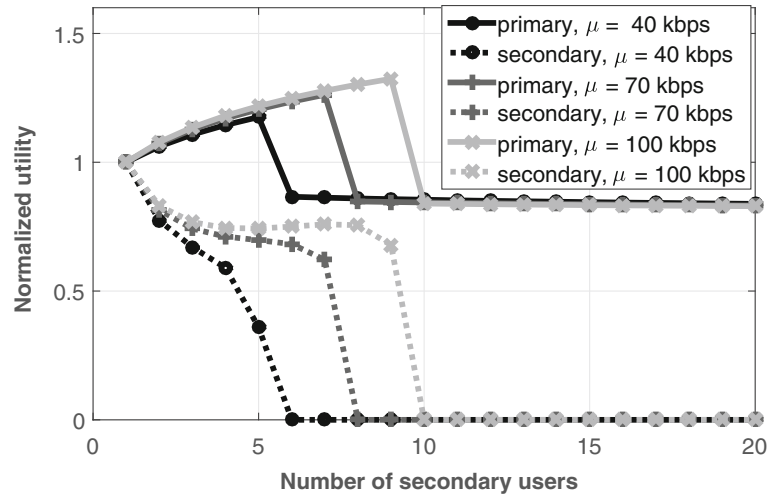 1.5
1
0.5
0
0
5
10
15
20
Normalized utility
Number of secondary users
primary, μ = 40 kbps
secondary, μ = 40 kbps
primary, μ = 70 kbps
secondary, μ = 70 kbps
primary, μ = 100 kbps
secondary, μ = 100 kbps